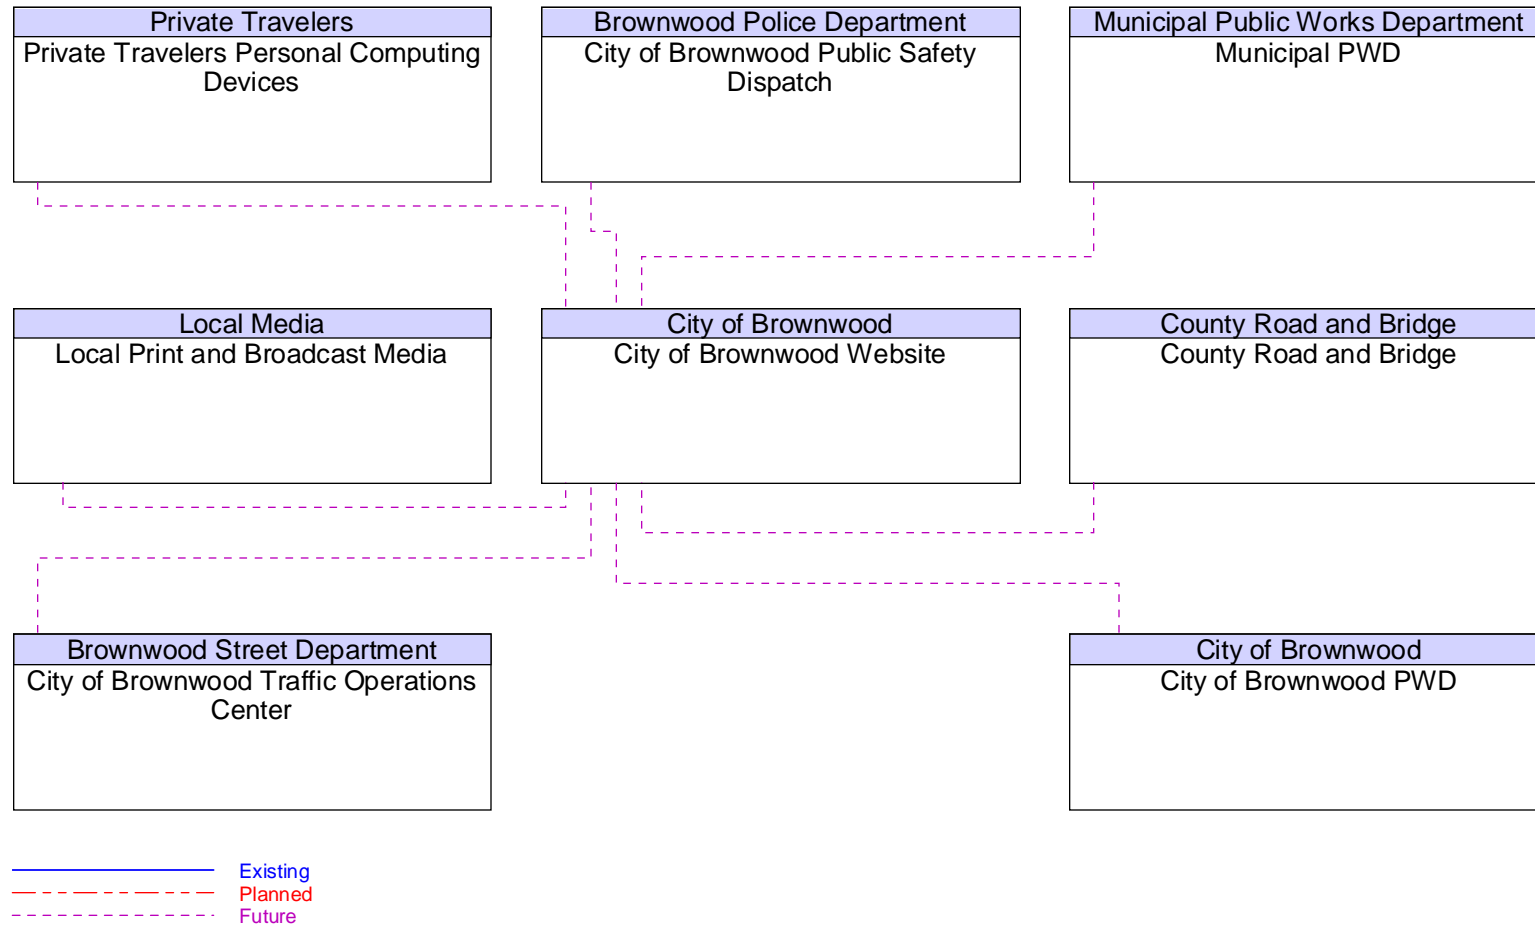 Private Travelers
Private Travelers Personal Computing
Devices
Brownwood Police Department
City of Brownwood Public Safety
Dispatch
Municipal Public Works Department
Municipal PWD
Local Media
Local Print and Broadcast Media
City of Brownwood
City of Brownwood Website
County Road and Bridge
County Road and Bridge
Brownwood Street Department
City of Brownwood Traffic Operations
Center
City of Brownwood
City of Brownwood PWD
Existing
Planned
Future